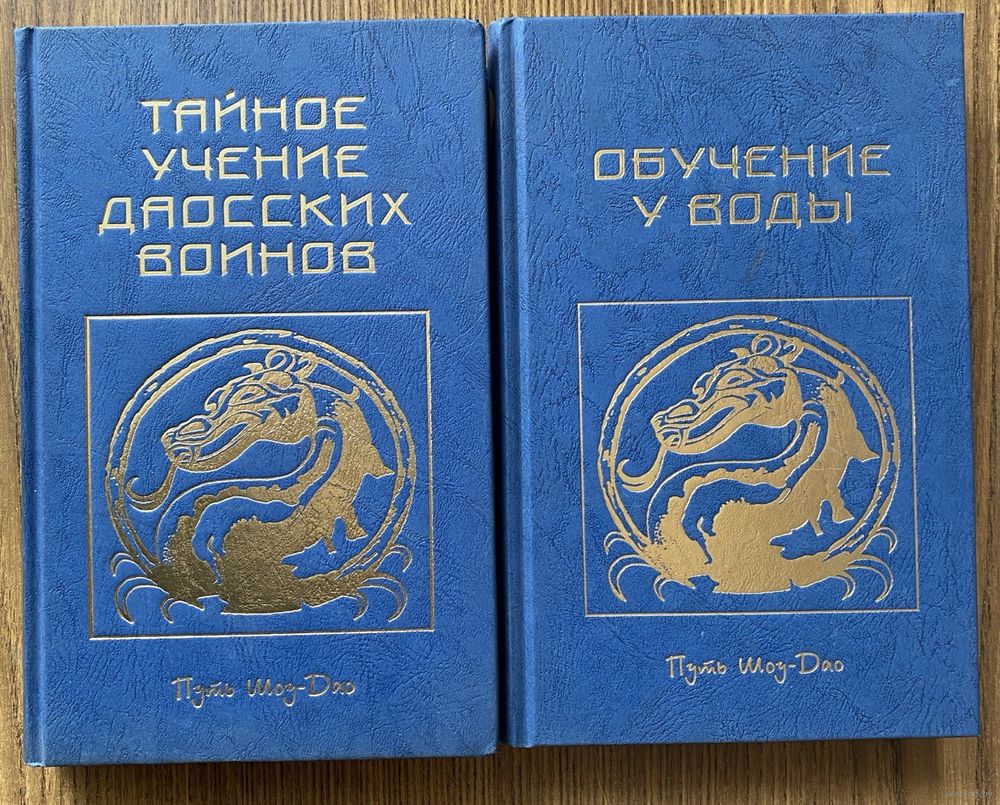 ТАЙНОЕ
УЧЕНИЕ
ДАОССКИХ
ВОИНОВ
Путь Шоу-Дао
ОБУЧЕНИЕ
У ВОДЫ
Путь Шоу-Дао